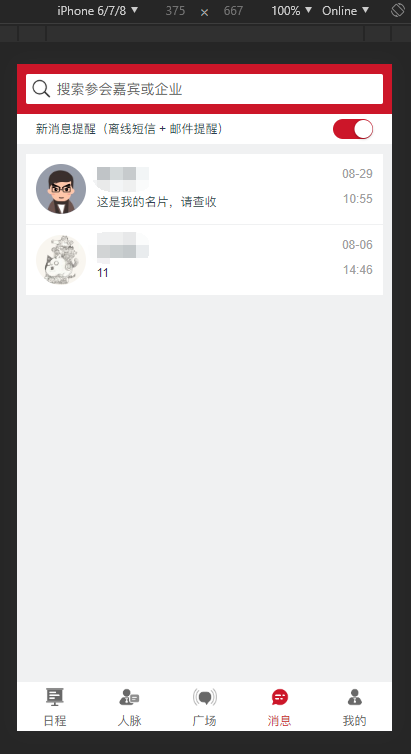 iPhone 6/7/8 ▼ 375 × 667 100% ▼ Online ▼
搜索参会嘉宾或企业
新消息提醒（离线短信 + 邮件提醒）
08-29
这是我的名片，请查收 10:55
08-06
11 14:46
日程 人脉 广场 消息 我的